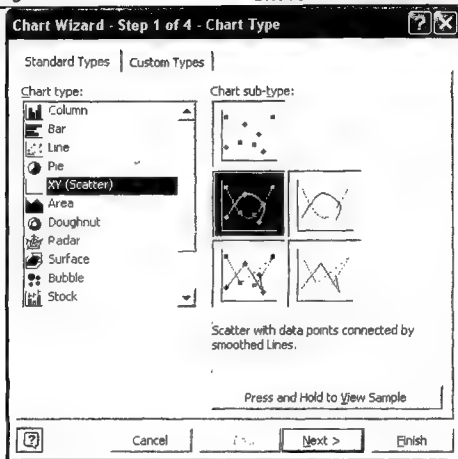 Chart Wizard - Step 1 of 4 - Chart Type
Standard Types Custom Types
Chart type:
Column
Bar
Line
Pie
XY (Scatter)
Area
Doughnut
Radar
Surface
Bubble
Stock
Chart sub-type:
Scatter with data points connected by
smoothed Lines.
Press and Hold to View Sample
Cancel Next > Finish